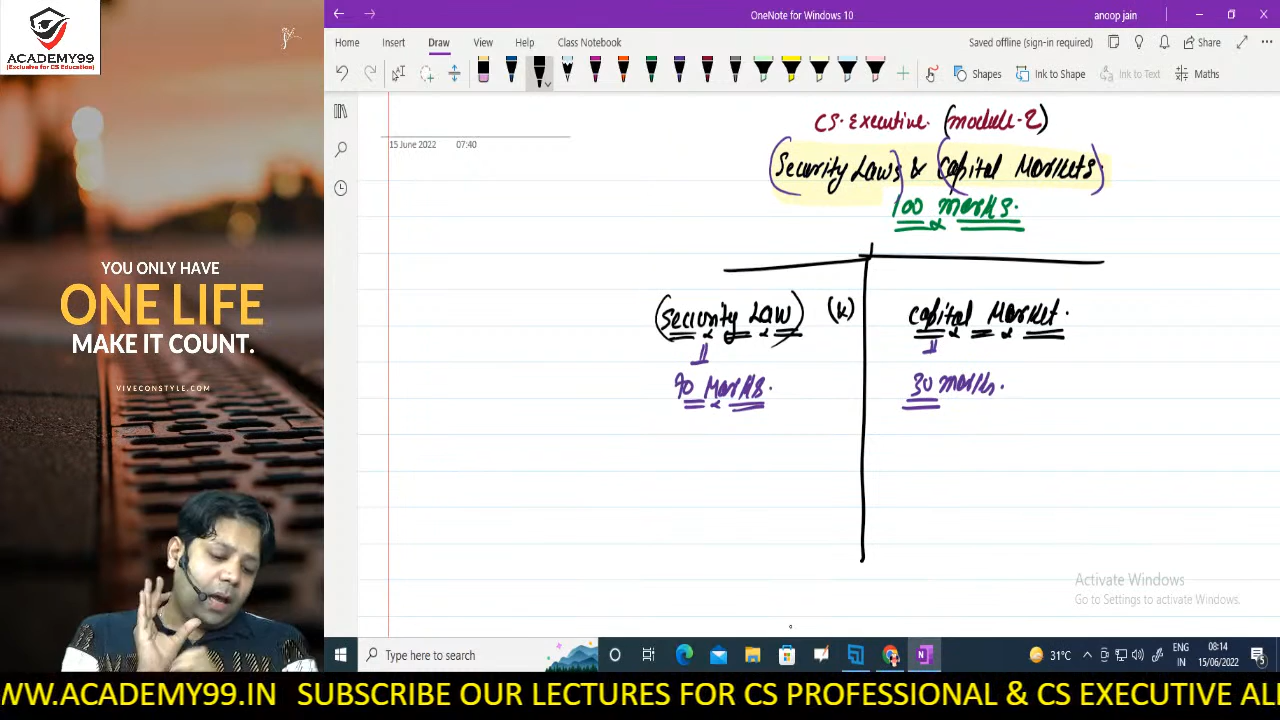 ACADEMY99
(Exclusive for CS Education)
YOU ONLY HAVE
ONE LIFE
MAKE IT COUNT.
VIVECONSTYLE.COM
OneNote for Windows 10
anoop jain
Home Insert Draw View Help Class Notebook
Saved offline (sign-in required)
Share
Shapes
Ink to Shape
Ink to Text
Maths
15 June 2022 07:40
CS-Executive (module-2)
(Security Laws) & (Capital Markets)
100 marks.
(Security Law) (k)
Capital Market.
70 Marks.
30 marks.
Activate Windows
Go to Settings to activate Windows.
Type here to search
31°C
ENG
IN
08:14
15/06/2022
5
WWW.ACADEMY99.IN SUBSCRIBE OUR LECTURES FOR CS PROFESSIONAL & CS EXECUTIVE AL